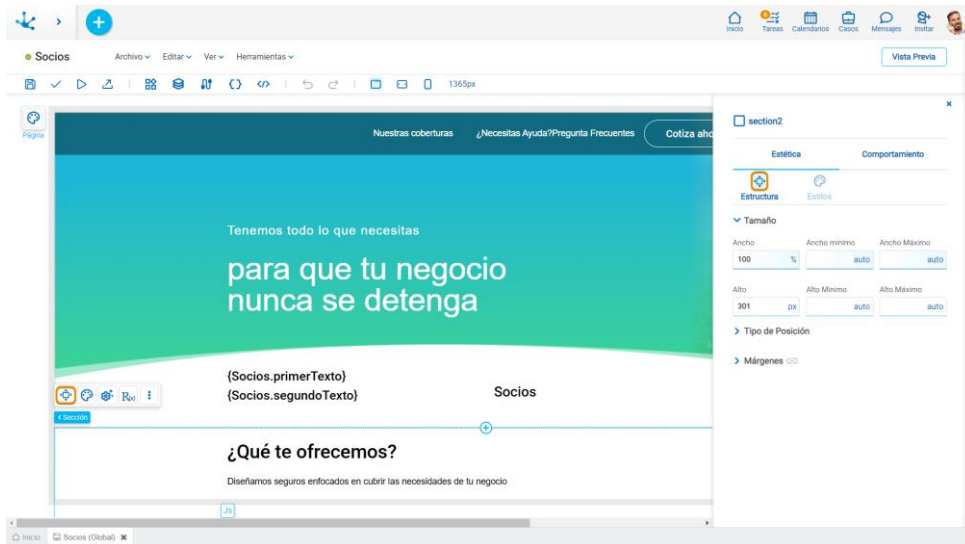 Inicio
6
Tareas
Calendarios
Casos
Mensajes
Invitar
Socios
Archivo
Editar
Ver
Herramientas
Vista Previa
1365px
Página
Nuestras coberturas
¿Necesitas Ayuda?Pregunta Frecuentes
Cotiza aho
Tenemos todo lo que necesitas
para que tu negocio
nunca se detenga
{Socios.primerTexto}
{Socios.segundoTexto}
Socios
R(x)
< Sección
¿Qué te ofrecemos?
Diseñamos seguros enfocados en cubrir las necesidades de tu negocio
Js
section2
Estética
Comportamiento
Estructura
Estilos
Tamaño
Ancho
Ancho mínimo
Ancho Máximo
100 %
auto
auto
Alto
Alto Mínimo
Alto Máximo
301 px
auto
auto
Tipo de Posición
Márgenes
Inicio
Socios (Global)